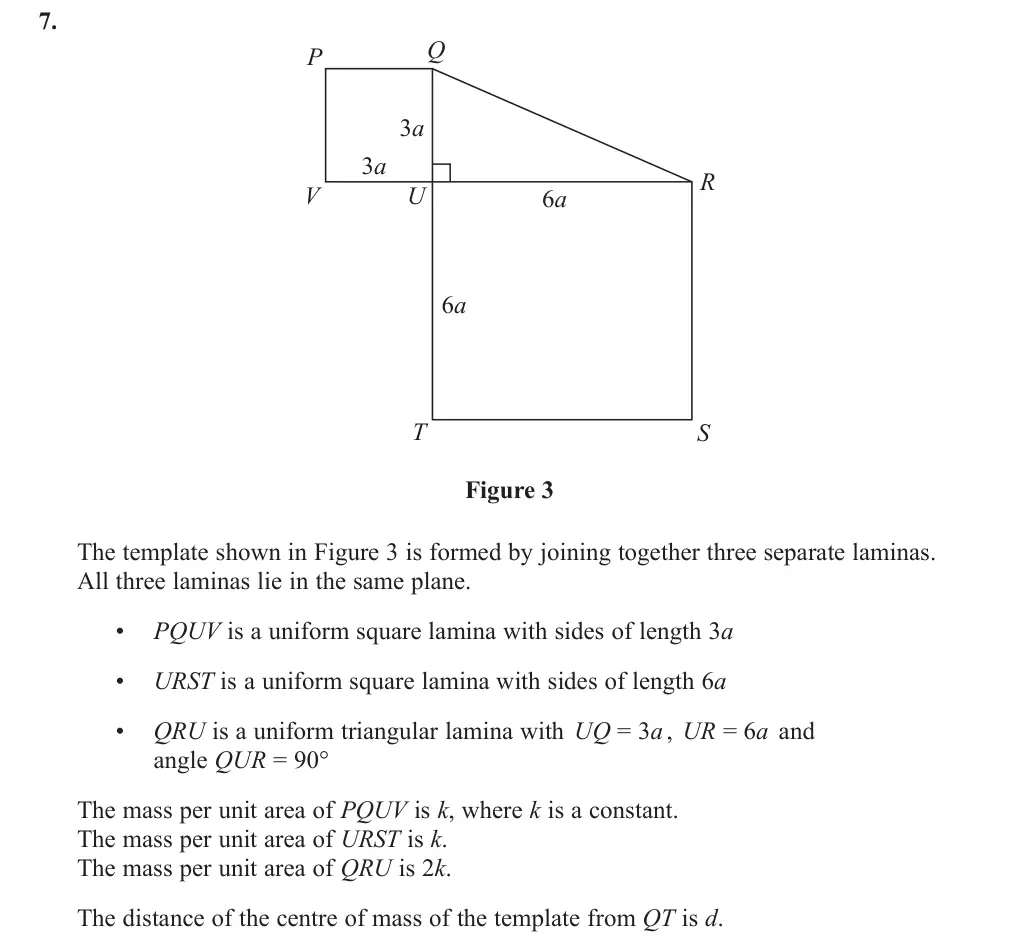 7.
P
Q
3a
3a
V
U
R
6a
6a
T
S
Figure 3
The template shown in Figure 3 is formed by joining together three separate laminas.
All three laminas lie in the same plane.
• PQUV is a uniform square lamina with sides of length 3a
• URST is a uniform square lamina with sides of length 6a
• QRU is a uniform triangular lamina with UQ = 3a, UR = 6a and
angle QUR = 90°
The mass per unit area of PQUV is k, where k is a constant.
The mass per unit area of URST is k.
The mass per unit area of QRU is 2k.
The distance of the centre of mass of the template from QT is d.